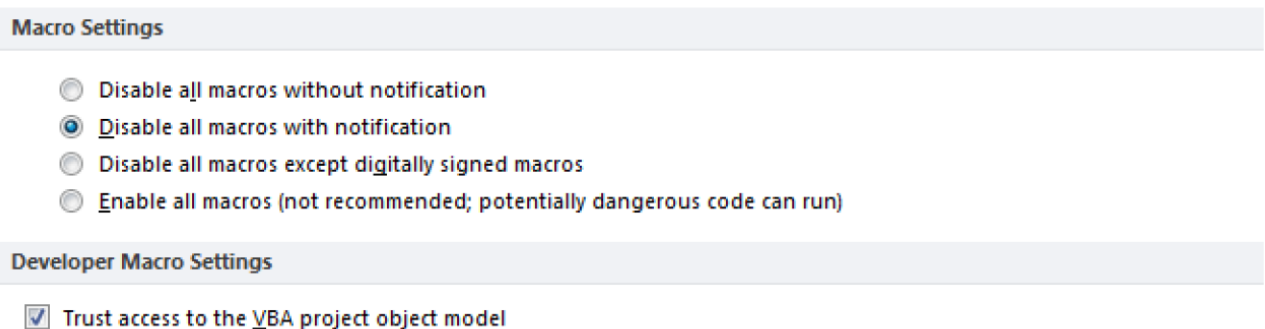 Macro Settings
Disable all macros without notification
Disable all macros with notification
Disable all macros except digitally signed macros
Enable all macros (not recommended; potentially dangerous code can run)
Developer Macro Settings
Trust access to the VBA project object model